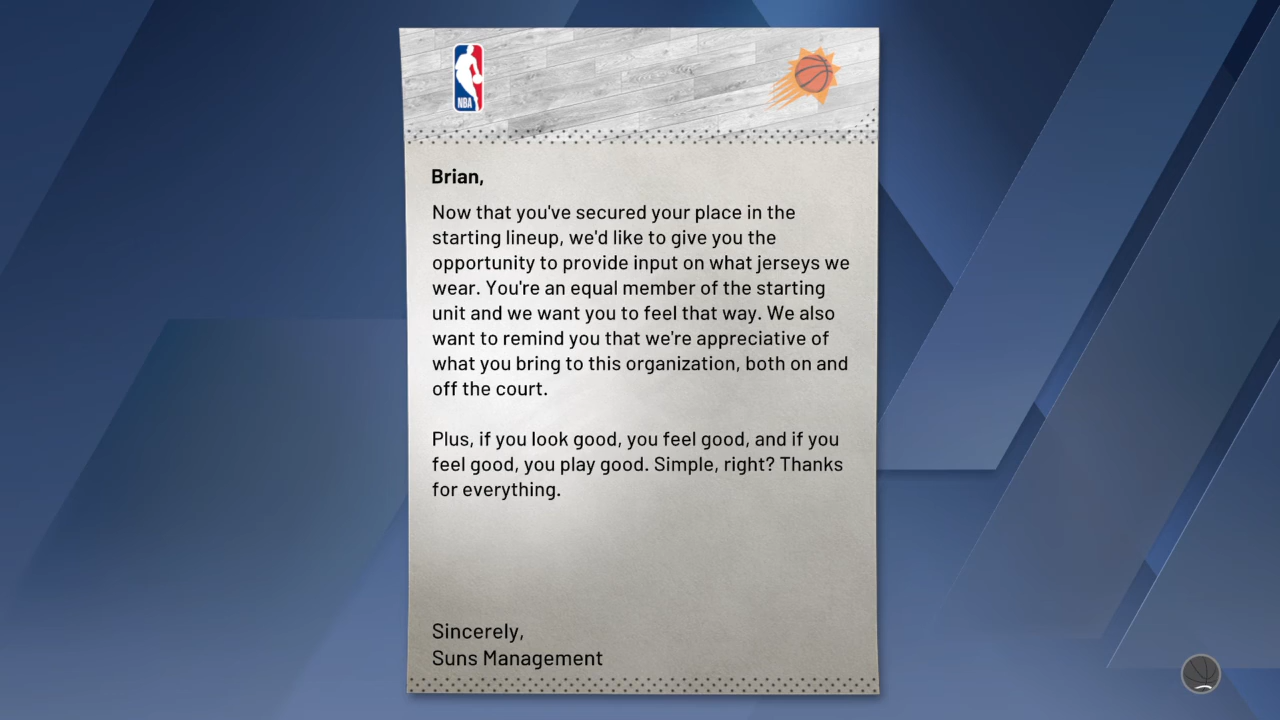 NBA
Brian,
Now that you've secured your place in the
starting lineup, we'd like to give you the
opportunity to provide input on what jerseys we
wear. You're an equal member of the starting
unit and we want you to feel that way. We also
want to remind you that we're appreciative of
what you bring to this organization, both on and
off the court.
Plus, if you look good, you feel good, and if you
feel good, you play good. Simple, right? Thanks
for everything.
Sincerely,
Suns Management